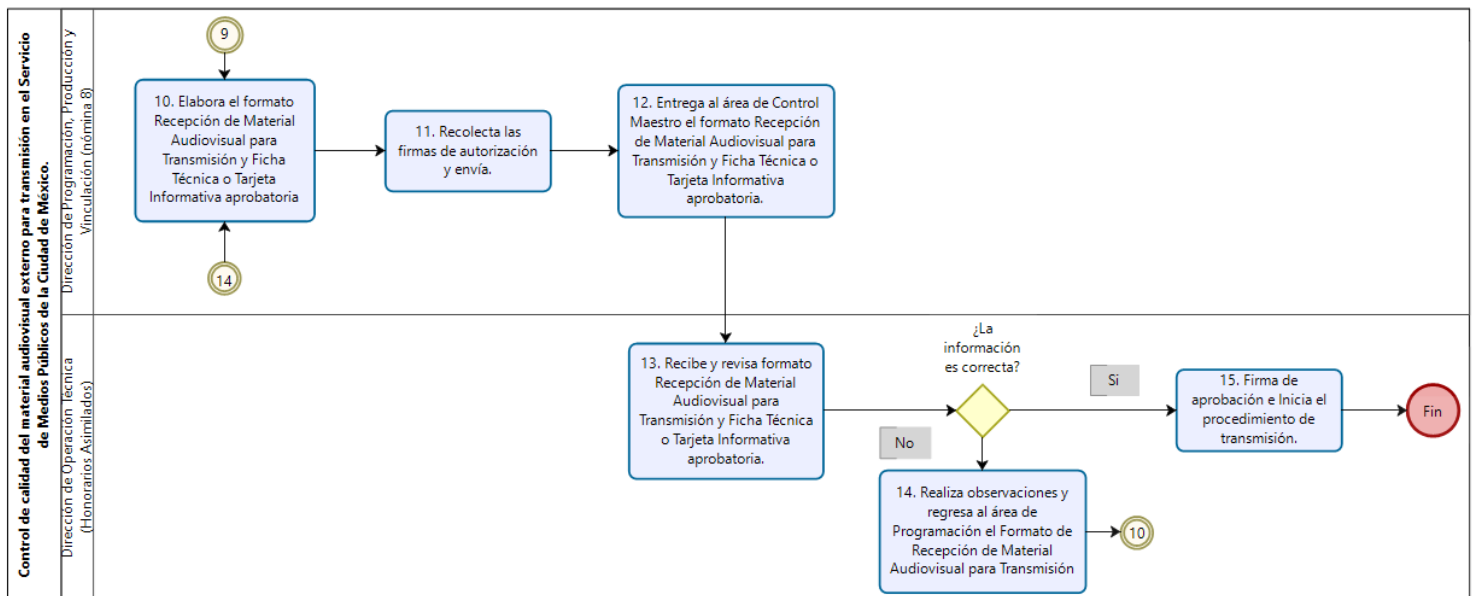 Control de calidad del material audiovisual externo para transmisión en el Servicio
de Medios Públicos de la Ciudad de México.
Dirección de Programación, Producción y
Vinculación (nómina 8)
9
10. Elabora el formato
Recepción de Material
Audiovisual para
Transmisión y Ficha
Técnica o Tarjeta
Informativa aprobatoria
14
11. Recolecta las
firmas de autorización
y envía.
12. Entrega al área de Control
Maestro el formato Recepción
de Material Audiovisual para
Transmisión y Ficha Técnica o
Tarjeta Informativa
aprobatoria.
Dirección de Operación Técnica
(Honorarios Asimilados)
13. Recibe y revisa formato
Recepción de Material
Audiovisual para
Transmisión y Ficha Técnica
o Tarjeta Informativa
aprobatoria.
¿La
información
es correcta?
Si
15. Firma de
aprobación e Inicia el
procedimiento de
transmisión.
Fin
No
14. Realiza observaciones y
regresa al área de
Programación el Formato de
Recepción de Material
Audiovisual para Transmisión
10